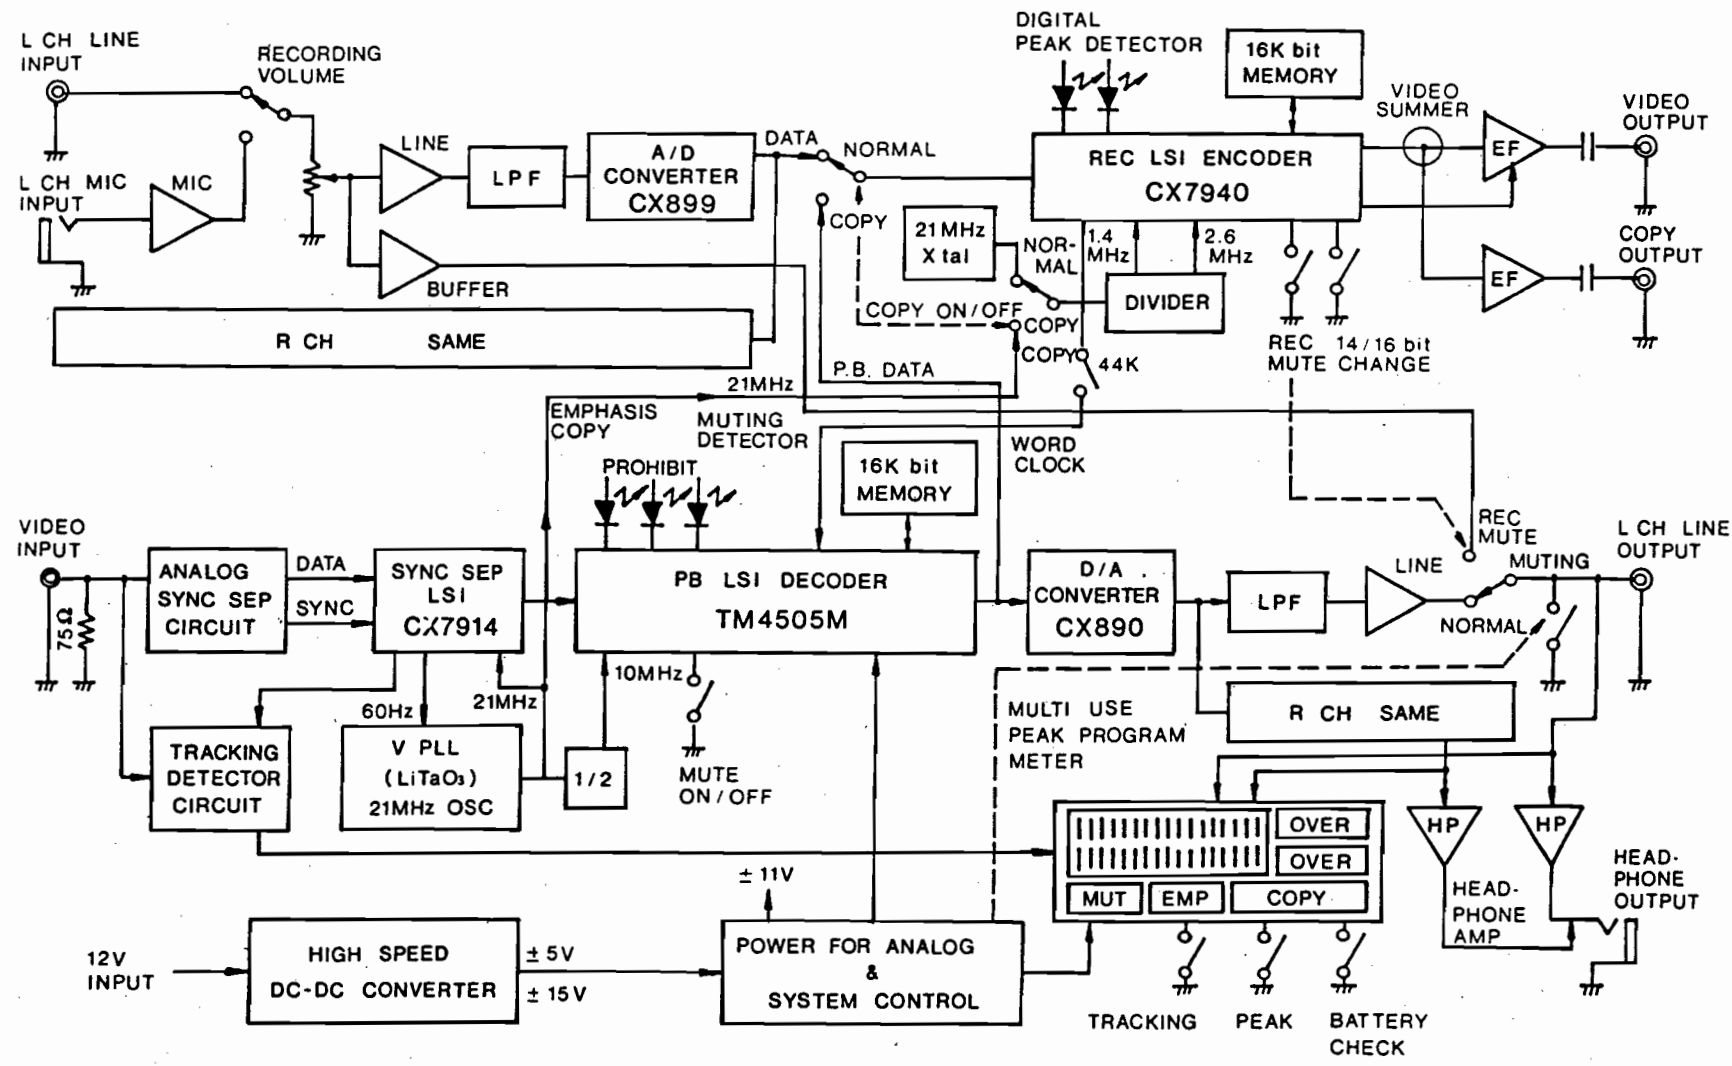 L CH LINE
INPUT
RECORDING
VOLUME
L CH MIC
INPUT
MIC
LINE
LPF
A/D
CONVERTER
CX899
DATA
NORMAL
COPY
BUFFER
R CH SAME
DIGITAL
PEAK DETECTOR
16K bit
MEMORY
REC LSI ENCODER
CX7940
VIDEO
SUMMER
EF
VIDEO
OUTPUT
COPY
OUTPUT
EF
21MHz
Xtal
NOR-
MAL
1.4
MHz
2.6
MHz
DIVIDER
COPY ON/OFF
COPY
COPY
44K
REC
MUTE
14/16 bit
CHANGE
P.B. DATA
21MHz
EMPHASIS
COPY
MUTING
DETECTOR
PROHIBIT
16K bit
MEMORY
WORD
CLOCK
VIDEO
INPUT
75Ω
ANALOG
SYNC SEP
CIRCUIT
DATA
SYNC
SYNC SEP
LSI
CX7914
PB LSI DECODER
TM4505M
D/A
CONVERTER
CX890
LPF
LINE
REC
MUTE
MUTING
NORMAL
L CH LINE
OUTPUT
TRACKING
DETECTOR
CIRCUIT
60Hz
21MHz
V PLL
(LiTaO₃)
21MHz OSC
1/2
10MHz
MUTE
ON/OFF
MULTI USE
PEAK PROGRAM
METER
R CH SAME
OVER
OVER
MUT
EMP
COPY
HP
HP
HEAD-
PHONE
AMP
HEAD-
PHONE
OUTPUT
12V
INPUT
HIGH SPEED
DC-DC CONVERTER
± 5V
± 15V
± 11V
POWER FOR ANALOG
&
SYSTEM CONTROL
TRACKING
PEAK
BATTERY
CHECK